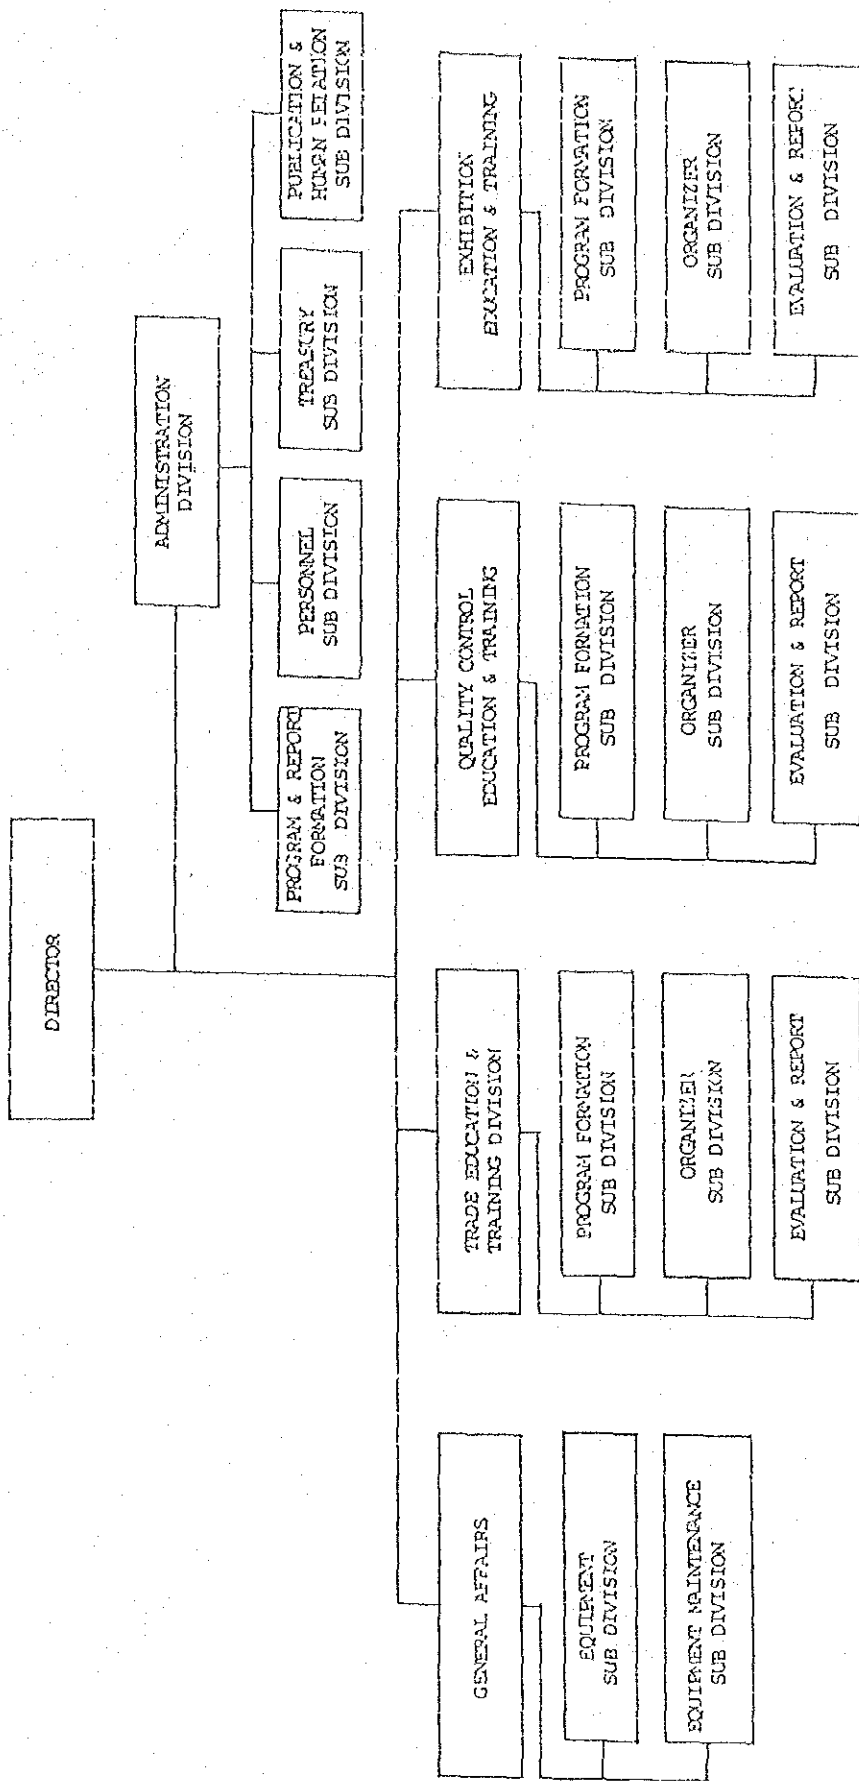 DIRECTOR
ADMINISTRATION
DIVISION
PROGRAM & REPORT
FORMATION
SUB DIVISION
PERSONNEL
SUB DIVISION
TREASURY
SUB DIVISION
PUBLICATION &
HUMAN RELATION
SUB DIVISION
GENERAL AFFAIRS
EQUIPMENT
SUB DIVISION
EQUIPMENT MAINTENANCE
SUB DIVISION
TRADE EDUCATION &
TRAINING DIVISION
PROGRAM FORMATION
SUB DIVISION
ORGANIZER
SUB DIVISION
EVALUATION & REPORT
SUB DIVISION
QUALITY CONTROL
EDUCATION & TRAINING
PROGRAM FORMATION
SUB DIVISION
ORGANIZER
SUB DIVISION
EVALUATION & REPORT
SUB DIVISION
EXHIBITION
EDUCATION & TRAINING
PROGRAM FORMATION
SUB DIVISION
ORGANIZER
SUB DIVISION
EVALUATION & REPORT
SUB DIVISION